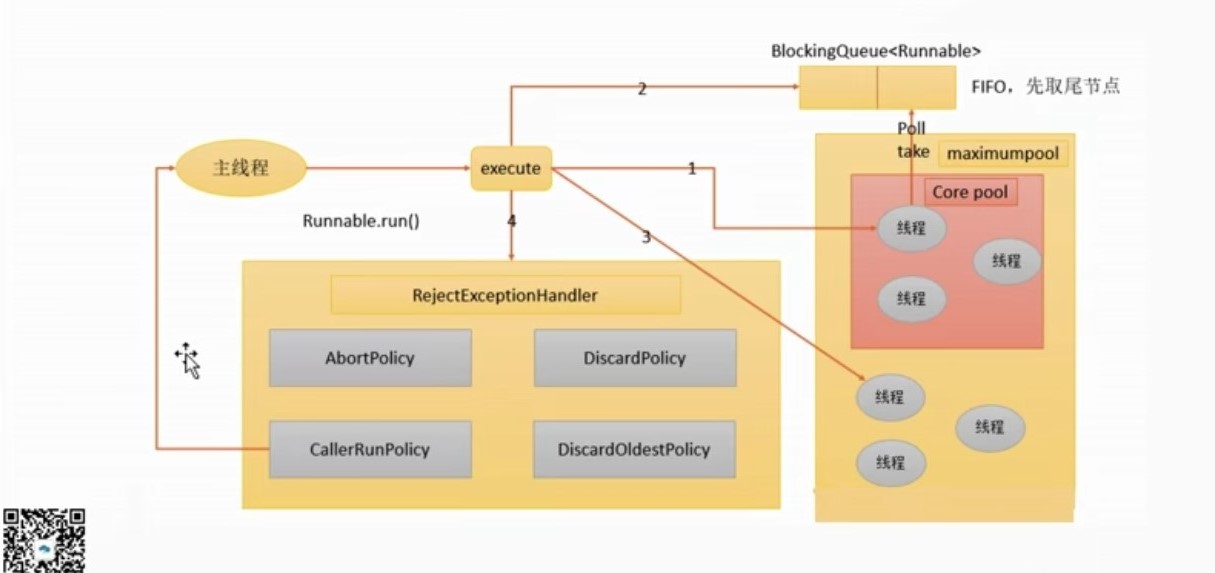 BlockingQueue<Runnable>
2
FIFO，先取尾节点
Poll
take
maximumpool
主线程
execute
1
Core pool
Runnable.run()
4
3
线程
线程
线程
RejectExceptionHandler
AbortPolicy
DiscardPolicy
线程
线程
CallerRunPolicy
DiscardOldestPolicy
线程